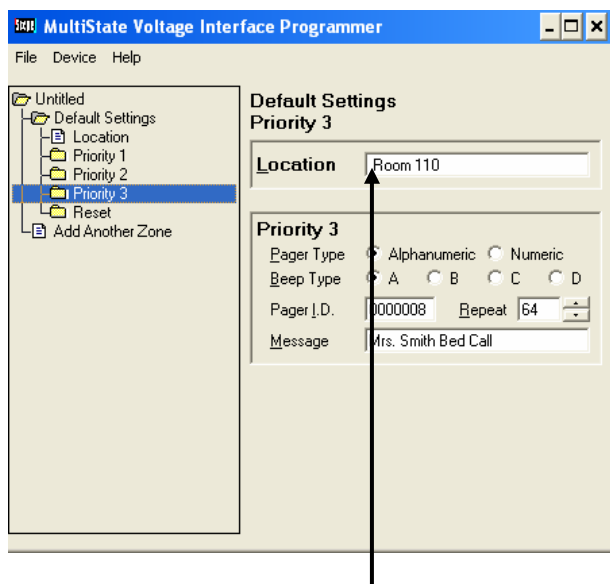 MultiState Voltage Interface Programmer
File Device Help
Untitled
Default Settings
Location
Priority 1
Priority 2
Priority 3
Reset
Add Another Zone
Default Settings
Priority 3
Location Room 110
Priority 3
Pager Type Alphanumeric Numeric
Beep Type A B C D
Pager I.D. 0000008 Repeat 64
Message Mrs. Smith Bed Call